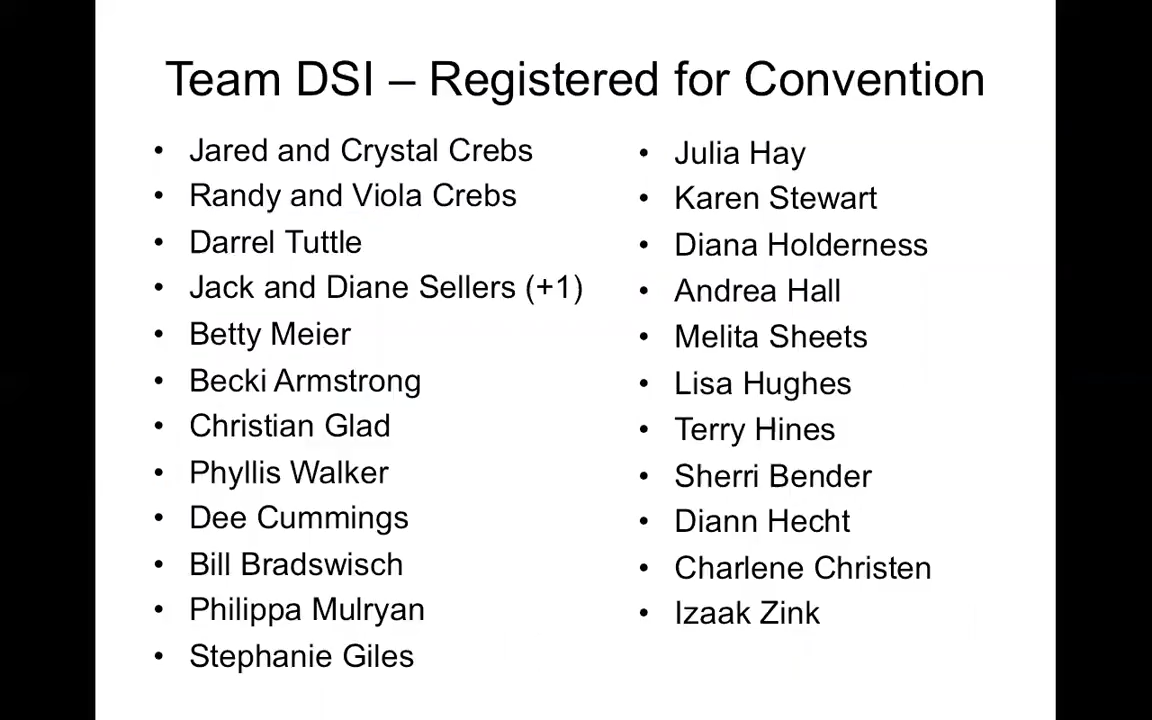 Team DSI – Registered for Convention
• Jared and Crystal Crebs
• Randy and Viola Crebs
• Darrel Tuttle
• Jack and Diane Sellers (+1)
• Betty Meier
• Becki Armstrong
• Christian Glad
• Phyllis Walker
• Dee Cummings
• Bill Bradswisch
• Philippa Mulryan
• Stephanie Giles
• Julia Hay
• Karen Stewart
• Diana Holderness
• Andrea Hall
• Melita Sheets
• Lisa Hughes
• Terry Hines
• Sherri Bender
• Diann Hecht
• Charlene Christen
• Izaak Zink